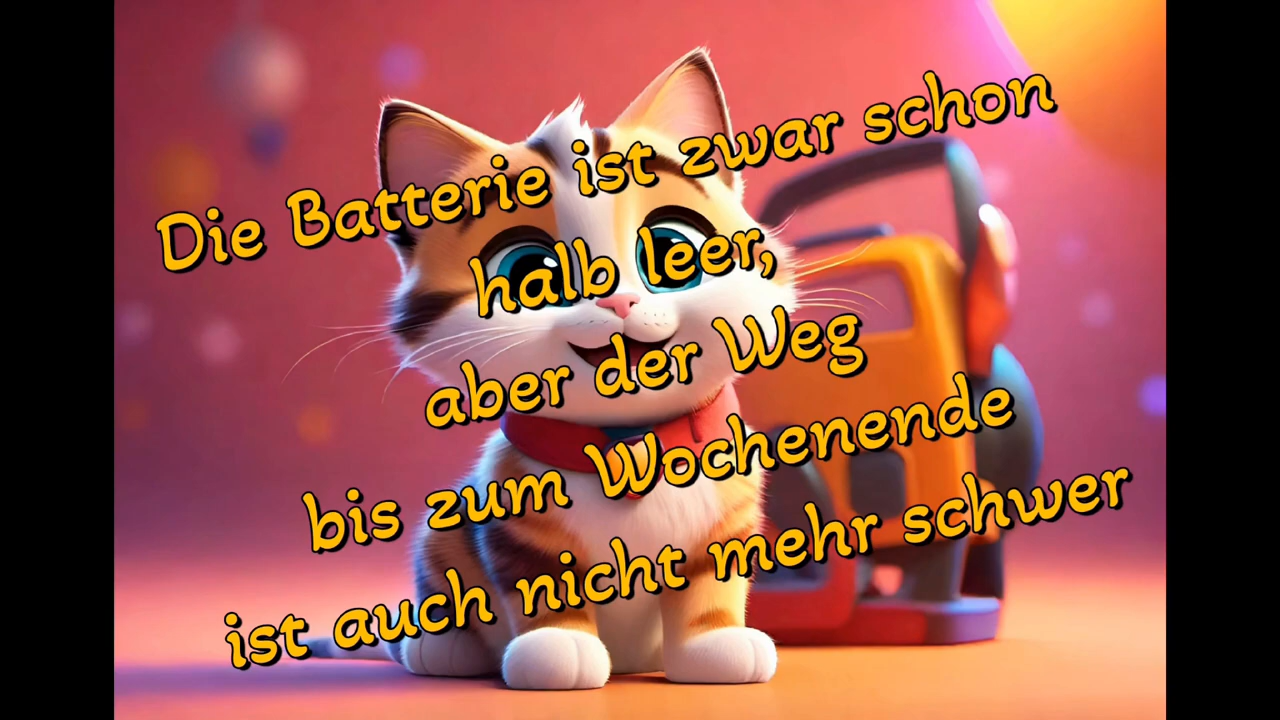 Die Batterie ist zwar schon
halb leer,
aber der Weg
bis zum Wochenende
ist auch nicht mehr schwer